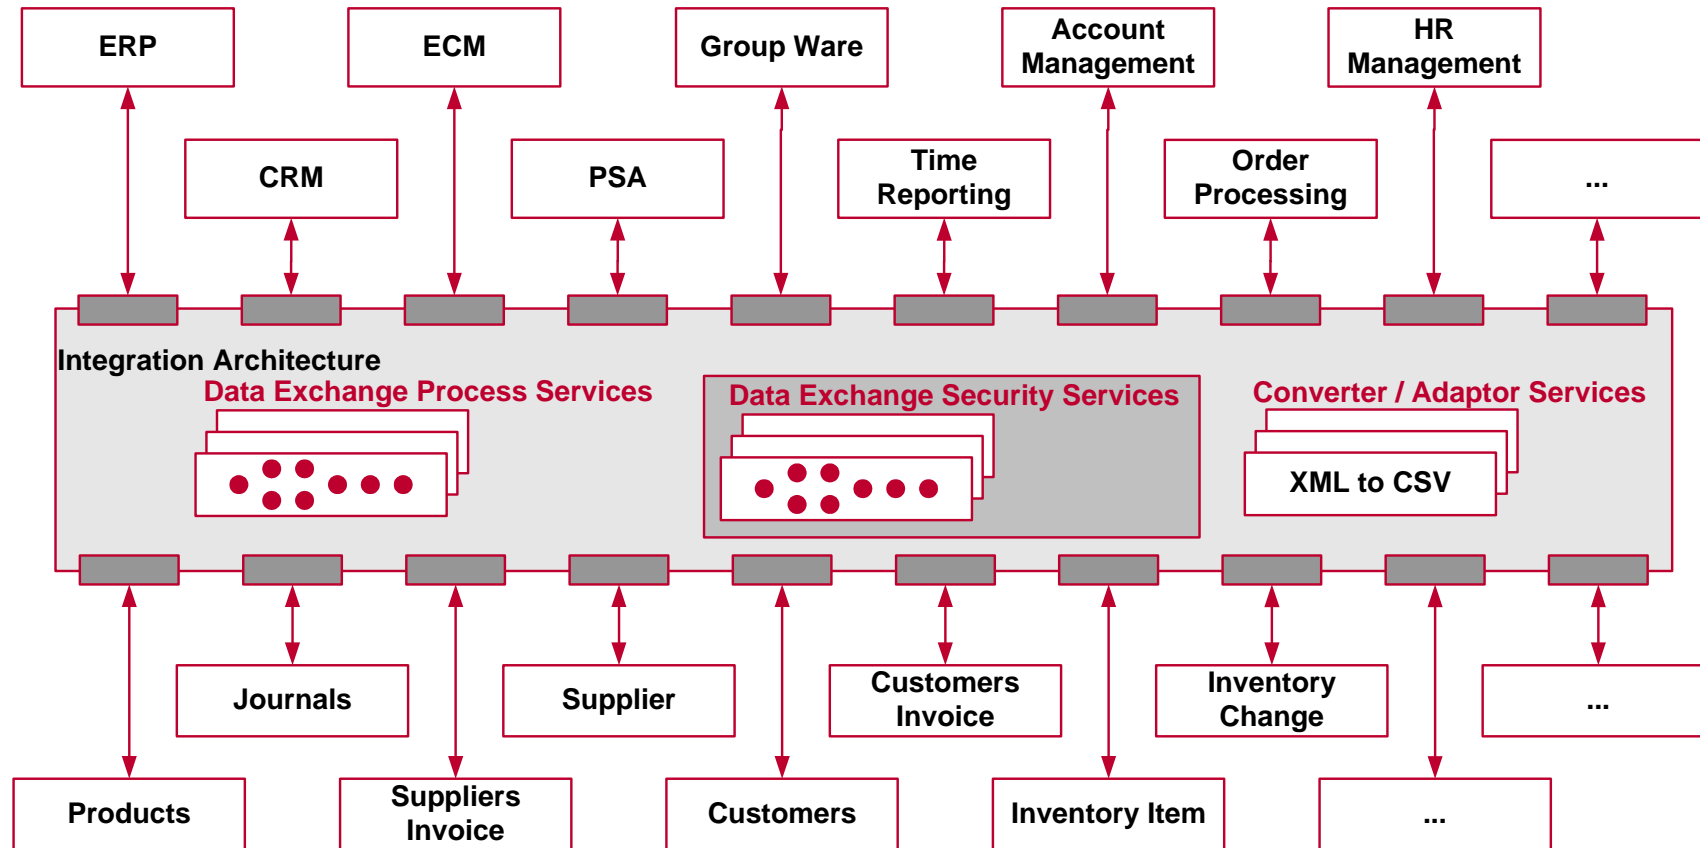 ERP
ECM
Group Ware
Account
Management
HR
Management
CRM
PSA
Time
Reporting
Order
Processing
...
Integration Architecture
Data Exchange Process Services
Data Exchange Security Services
Converter / Adaptor Services
XML to CSV
Journals
Supplier
Customers
Invoice
Inventory
Change
...
Products
Suppliers
Invoice
Customers
Inventory Item
...